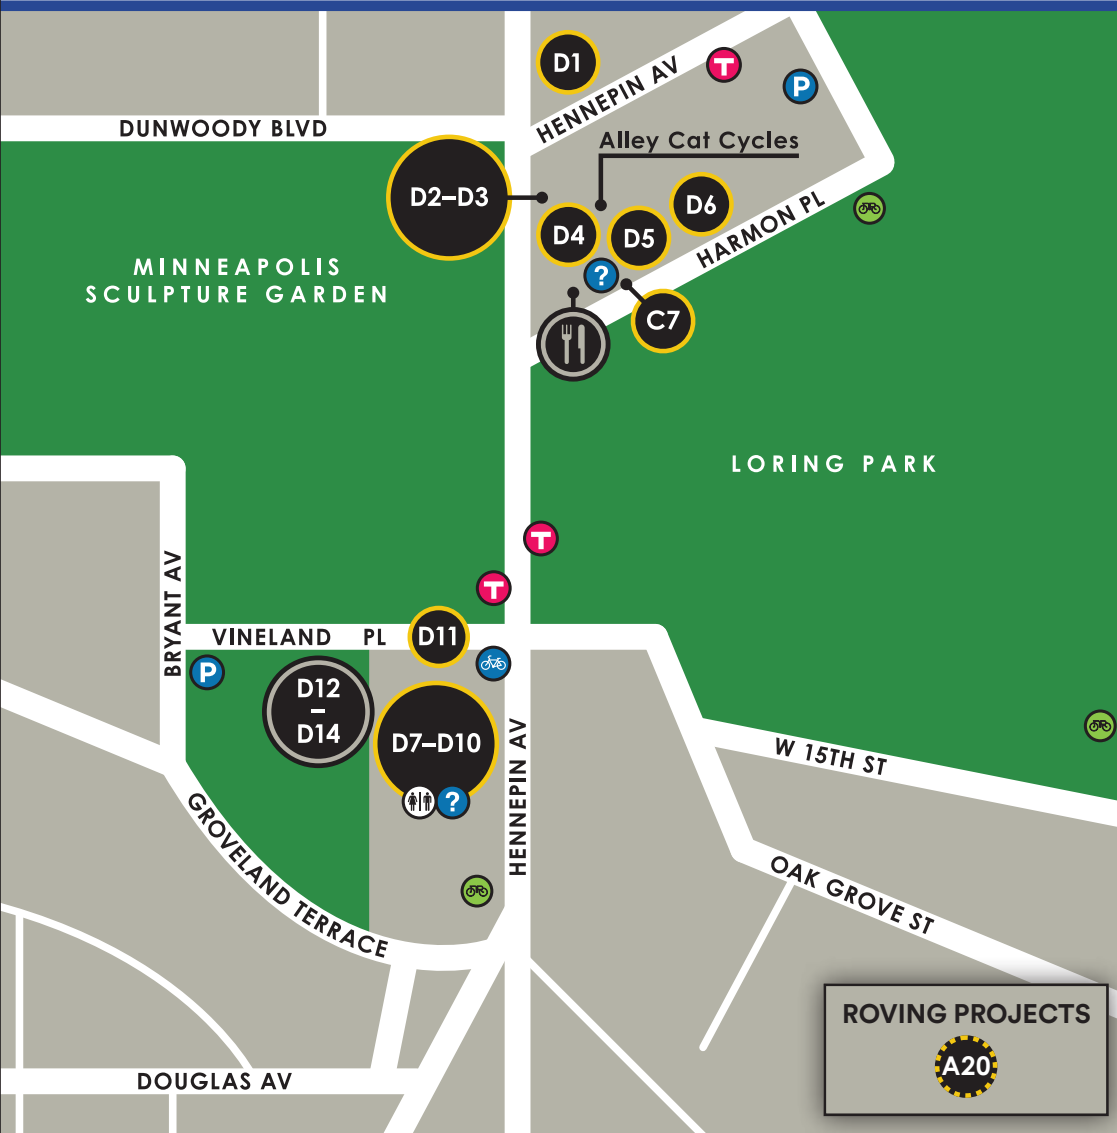 D1
HENNEPIN AV
T
P
DUNWOODY BLVD
Alley Cat Cycles
D2–D3
D6
D4
D5
HARMON PL
?
C7
MINNEAPOLIS
SCULPTURE GARDEN
LORING PARK
T
T
BRYANT AV
VINELAND PL
D11
P
D12
–
D14
D7–D10
?
HENNEPIN AV
W 15TH ST
GROVELAND TERRACE
OAK GROVE ST
DOUGLAS AV
ROVING PROJECTS
A20